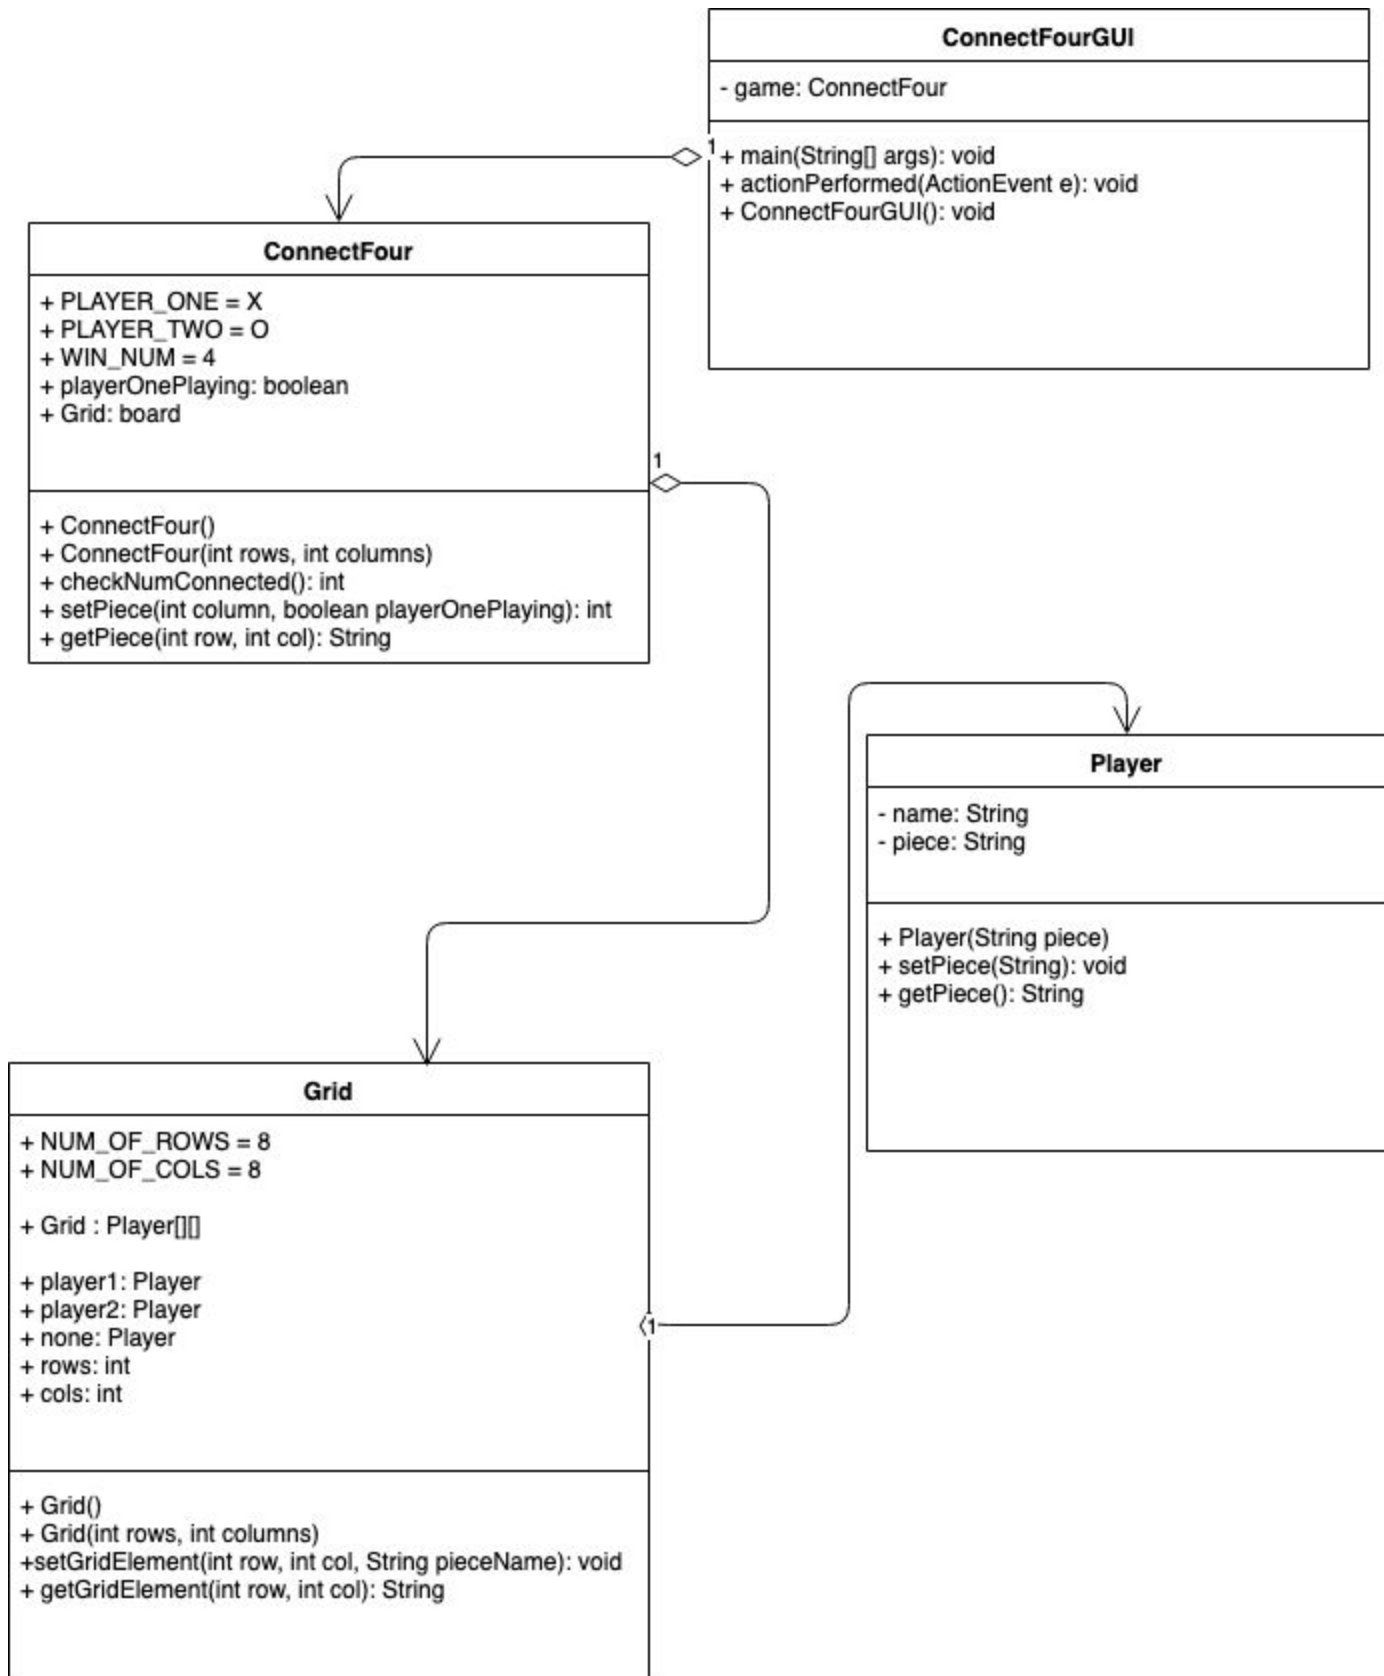 ConnectFourGUI
- game: ConnectFour
1
+ main(String[] args): void
+ actionPerformed(ActionEvent e): void
+ ConnectFourGUI(): void
ConnectFour
+ PLAYER_ONE = X
+ PLAYER_TWO = O
+ WIN_NUM = 4
+ playerOnePlaying: boolean
+ Grid: board
1
+ ConnectFour()
+ ConnectFour(int rows, int columns)
+ checkNumConnected(): int
+ setPiece(int column, boolean playerOnePlaying): int
+ getPiece(int row, int col): String
Player
- name: String
- piece: String
+ Player(String piece)
+ setPiece(String): void
+ getPiece(): String
Grid
+ NUM_OF_ROWS = 8
+ NUM_OF_COLS = 8
+ Grid : Player[][]
+ player1: Player
+ player2: Player
+ none: Player
+ rows: int
+ cols: int
1
+ Grid()
+ Grid(int rows, int columns)
+setGridElement(int row, int col, String pieceName): void
+ getGridElement(int row, int col): String